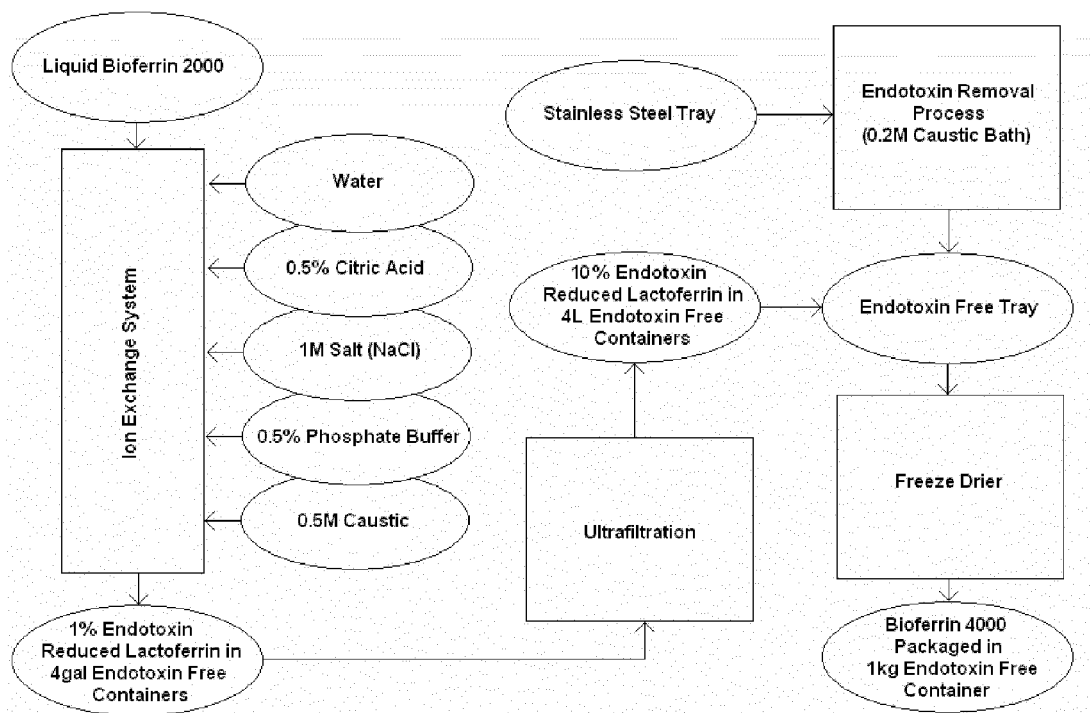 Liquid Bioferrin 2000
Ion Exchange System
Water
0.5% Citric Acid
1M Salt (NaCl)
0.5% Phosphate Buffer
0.5M Caustic
1% Endotoxin
Reduced Lactoferrin in
4gal Endotoxin Free
Containers
Stainless Steel Tray
Endotoxin Removal
Process
(0.2M Caustic Bath)
10% Endotoxin
Reduced Lactoferrin in
4L Endotoxin Free
Containers
Endotoxin Free Tray
Ultrafiltration
Freeze Drier
Bioferrin 4000
Packaged in
1kg Endotoxin Free
Container